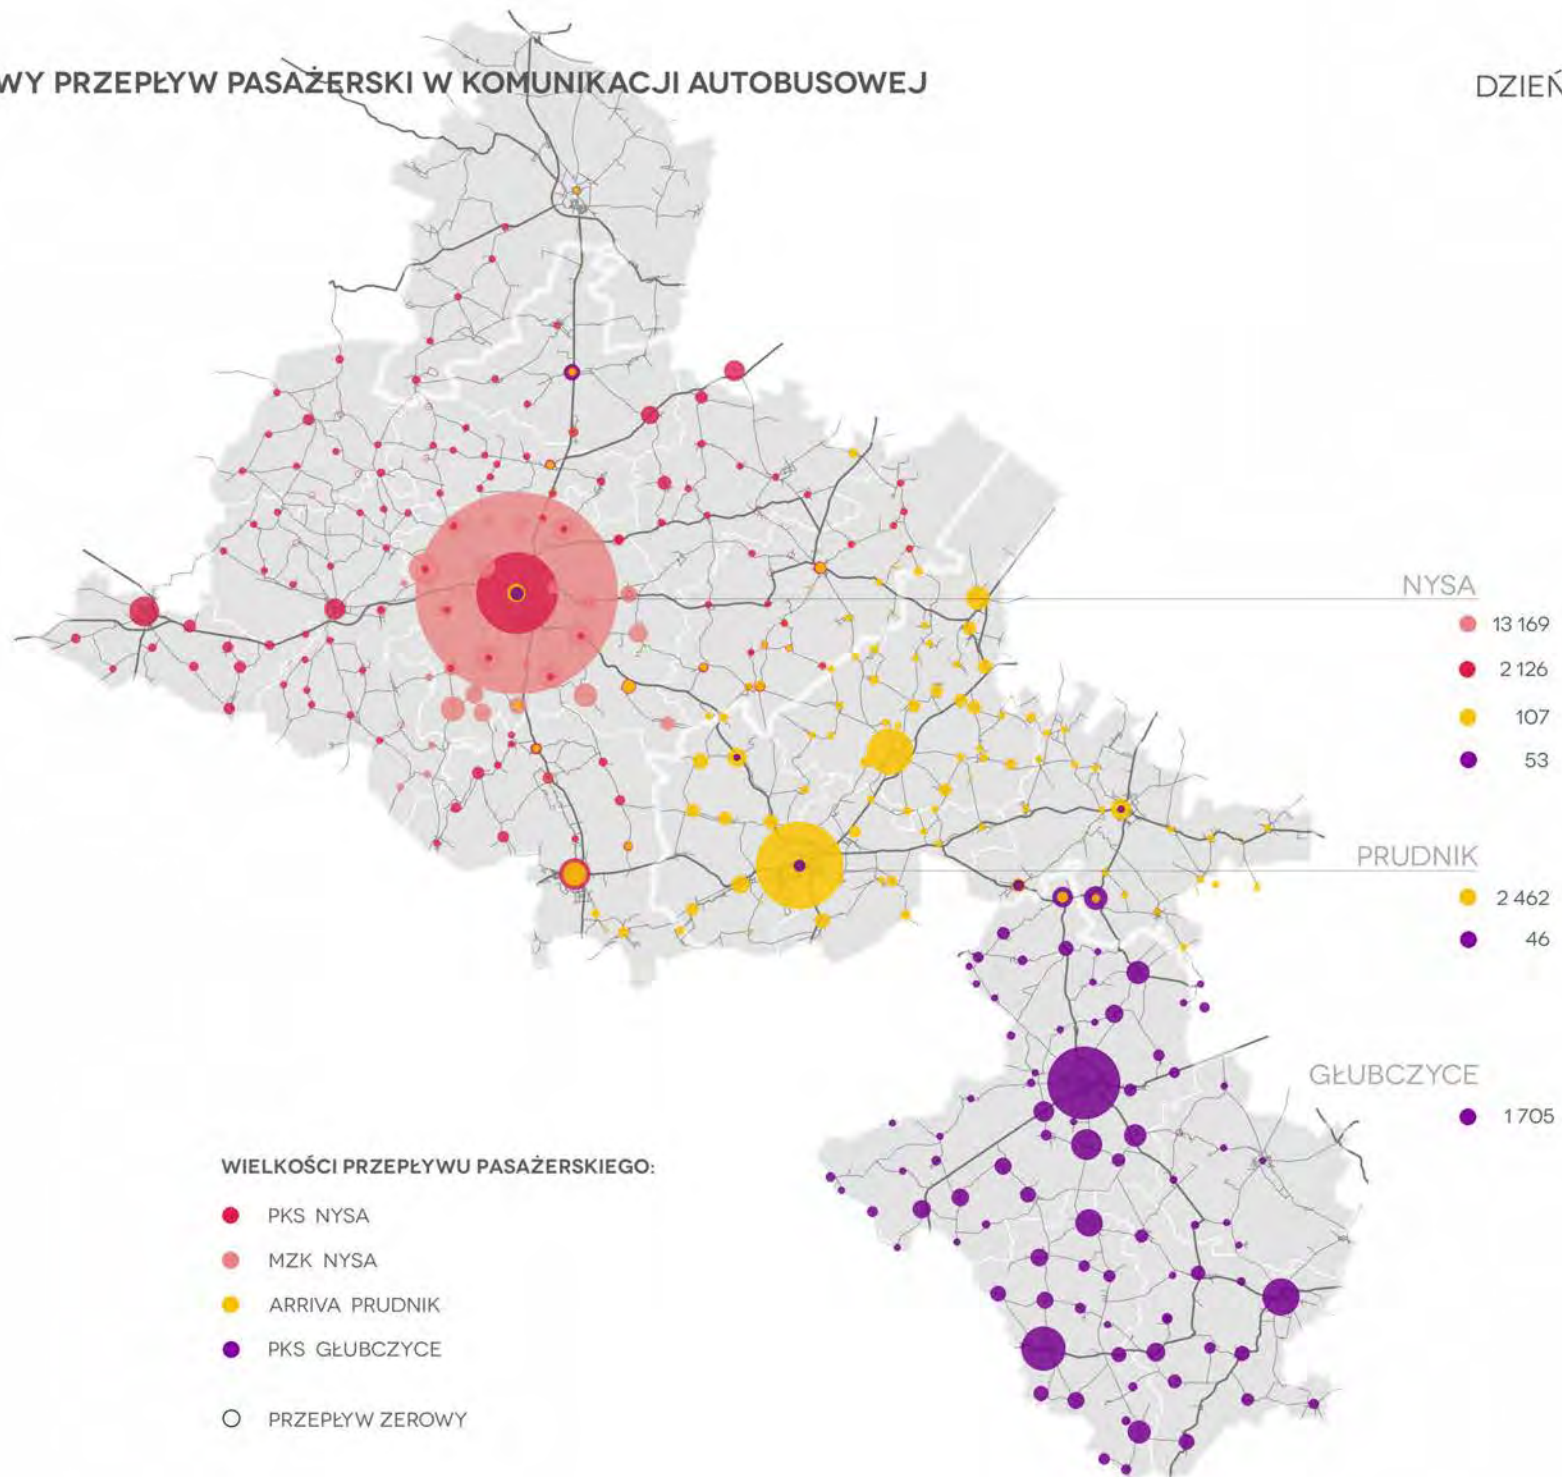 WY PRZEPŁYW PASAŻERSKI W KOMUNIKACJI AUTOBUSOWEJ
DZIEŃ
NYSA
13 169
2 126
107
53
PRUDNIK
2 462
46
GŁUBCZYCE
1 705
WIELKOŚCI PRZEPŁYWU PASAŻERSKIEGO:
PKS NYSA
MZK NYSA
ARRIVA PRUDNIK
PKS GŁUBCZYCE
PRZEPŁYW ZEROWY